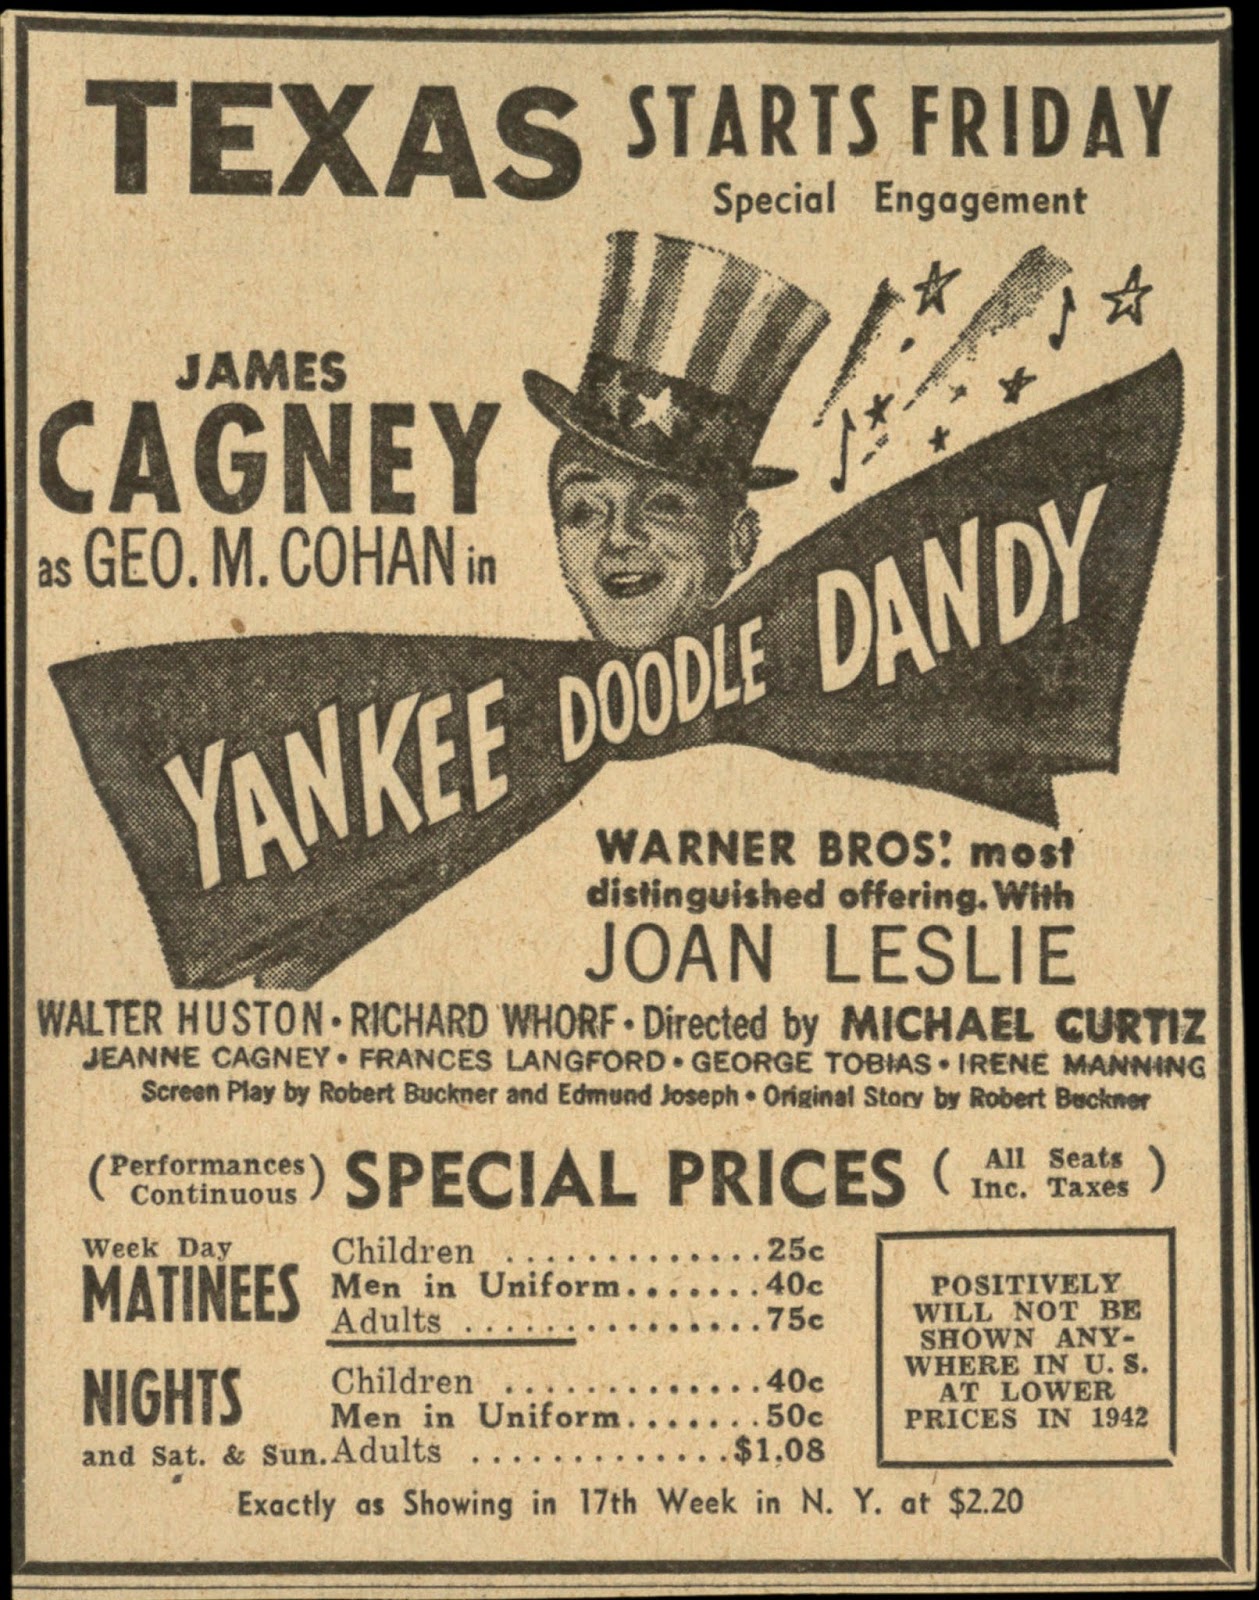 TEXAS STARTS FRIDAY
Special Engagement
JAMES
CAGNEY
as GEO. M. COHAN in
YANKEE DOODLE DANDY
WARNER BROS'. most
distinguished offering. With
JOAN LESLIE
WALTER HUSTON • RICHARD WHORF • Directed by MICHAEL CURTIZ
JEANNE CAGNEY • FRANCES LANGFORD • GEORGE TOBIAS • IRENE MANNING
Screen Play by Robert Buckner and Edmund Joseph • Original Story by Robert Buckner
(Performances Continuous) SPECIAL PRICES (All Seats Inc. Taxes)
Week Day
MATINEES
Children .............25c
Men in Uniform.......40c
Adults ...............75c
NIGHTS
and Sat. & Sun.
Children .............40c
Men in Uniform.......50c
Adults .............$1.08
POSITIVELY
WILL NOT BE
SHOWN ANY-
WHERE IN U. S.
AT LOWER
PRICES IN 1942
Exactly as Showing in 17th Week in N. Y. at $2.20